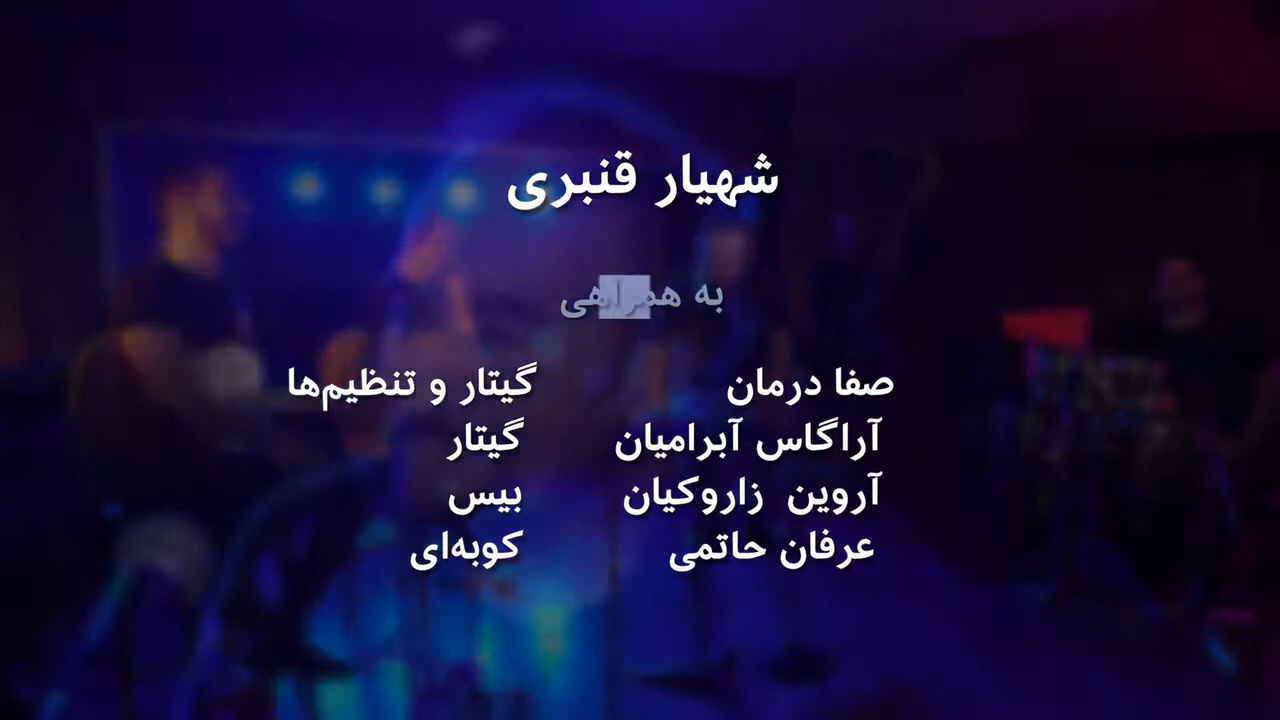 شهیار قنبری
به همراهی
صفا درمان گیتار و تنظیم‌ها
آراگاس آبرامیان گیتار
آروین زاروکیان بیس
عرفان حاتمی کوبه‌ای